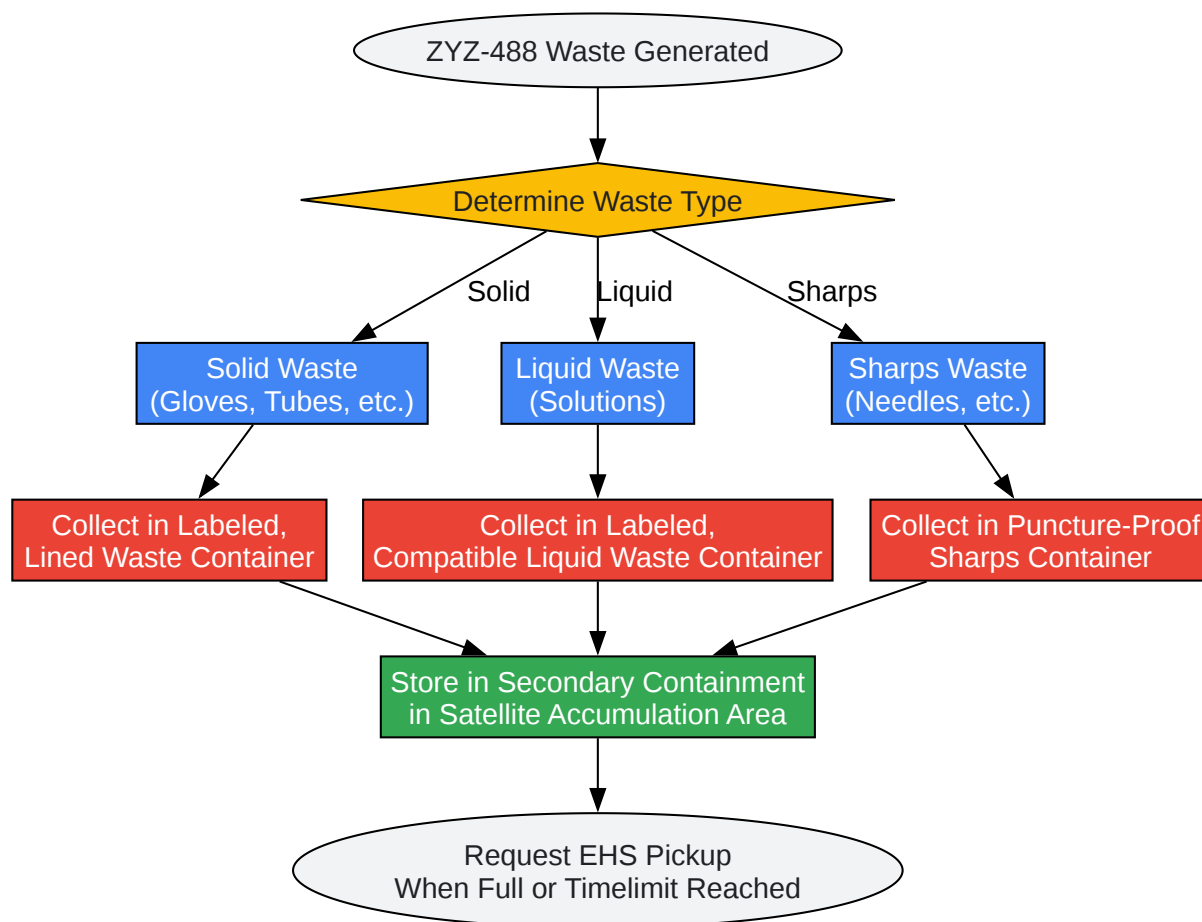 ZYZ-488 Waste Generated
Determine Waste Type
Solid
Liquid
Sharps
Solid Waste
(Gloves, Tubes, etc.)
Liquid Waste
(Solutions)
Sharps Waste
(Needles, etc.)
Collect in Labeled,
Lined Waste Container
Collect in Labeled,
Compatible Liquid Waste Container
Collect in Puncture-Proof
Sharps Container
Store in Secondary Containment
in Satellite Accumulation Area
Request EHS Pickup
When Full or Timelimit Reached